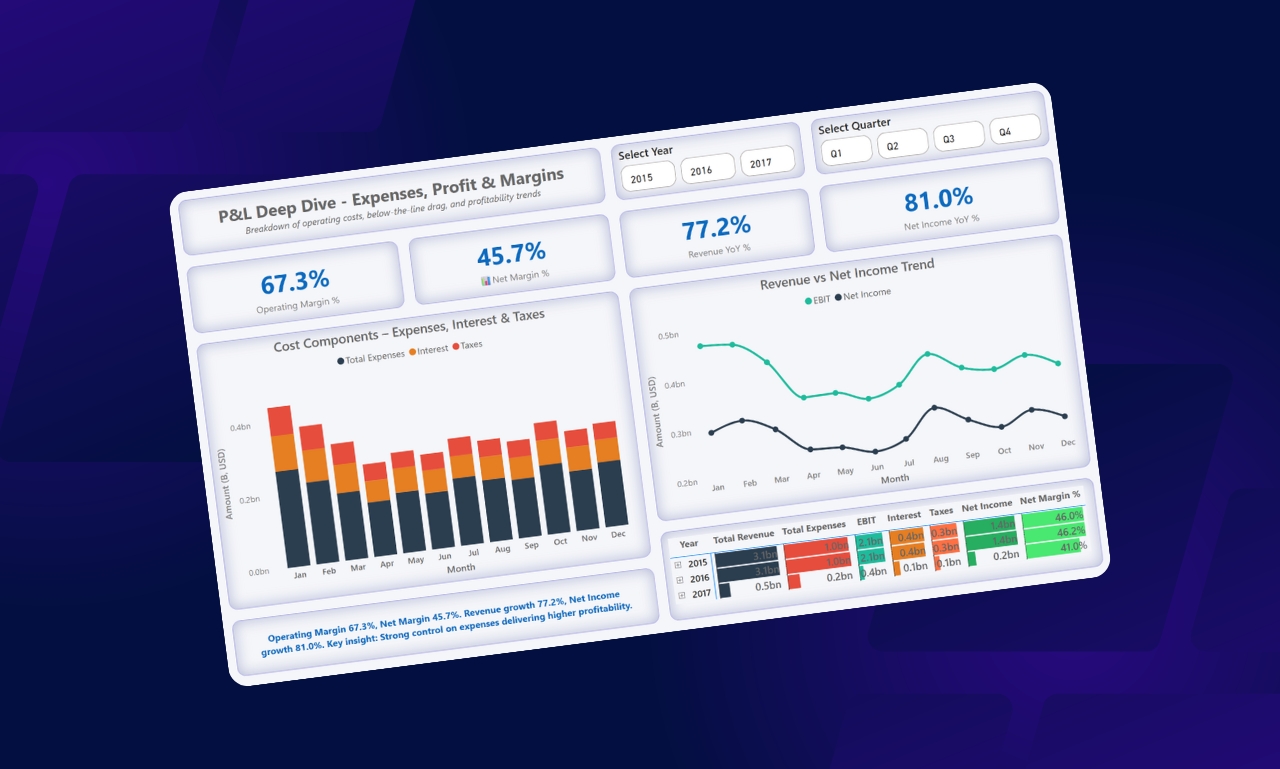 P&L Deep Dive - Expenses, Profit & Margins
Breakdown of operating costs, below-the-line drag, and profitability trends
Select Year
2015
2016
2017
Select Quarter
Q1
Q2
Q3
Q4
67.3%
Operating Margin %
45.7%
📊 Net Margin %
77.2%
Revenue YoY %
81.0%
Net Income YoY %
Cost Components – Expenses, Interest & Taxes
Total Expenses Interest Taxes
Amount (B, USD)
0.4bn
0.2bn
0.0bn
Jan Feb Mar Apr May Jun Jul Aug Sep Oct Nov Dec
Month
Revenue vs Net Income Trend
EBIT Net Income
Amount (B, USD)
0.5bn
0.4bn
0.3bn
0.2bn
Jan Feb Mar Apr May Jun Jul Aug Sep Oct Nov Dec
Month
Operating Margin 67.3%, Net Margin 45.7%. Revenue growth 77.2%, Net Income
growth 81.0%. Key insight: Strong control on expenses delivering higher profitability.
Year Total Revenue Total Expenses EBIT Interest Taxes Net Income Net Margin %
2015 3.1bn 1.0bn 2.1bn 0.4bn 0.3bn 1.4bn 46.0%
2016 3.1bn 1.0bn 2.1bn 0.4bn 0.3bn 1.4bn 46.2%
2017 0.5bn 0.2bn 0.4bn 0.1bn 0.1bn 0.2bn 41.0%